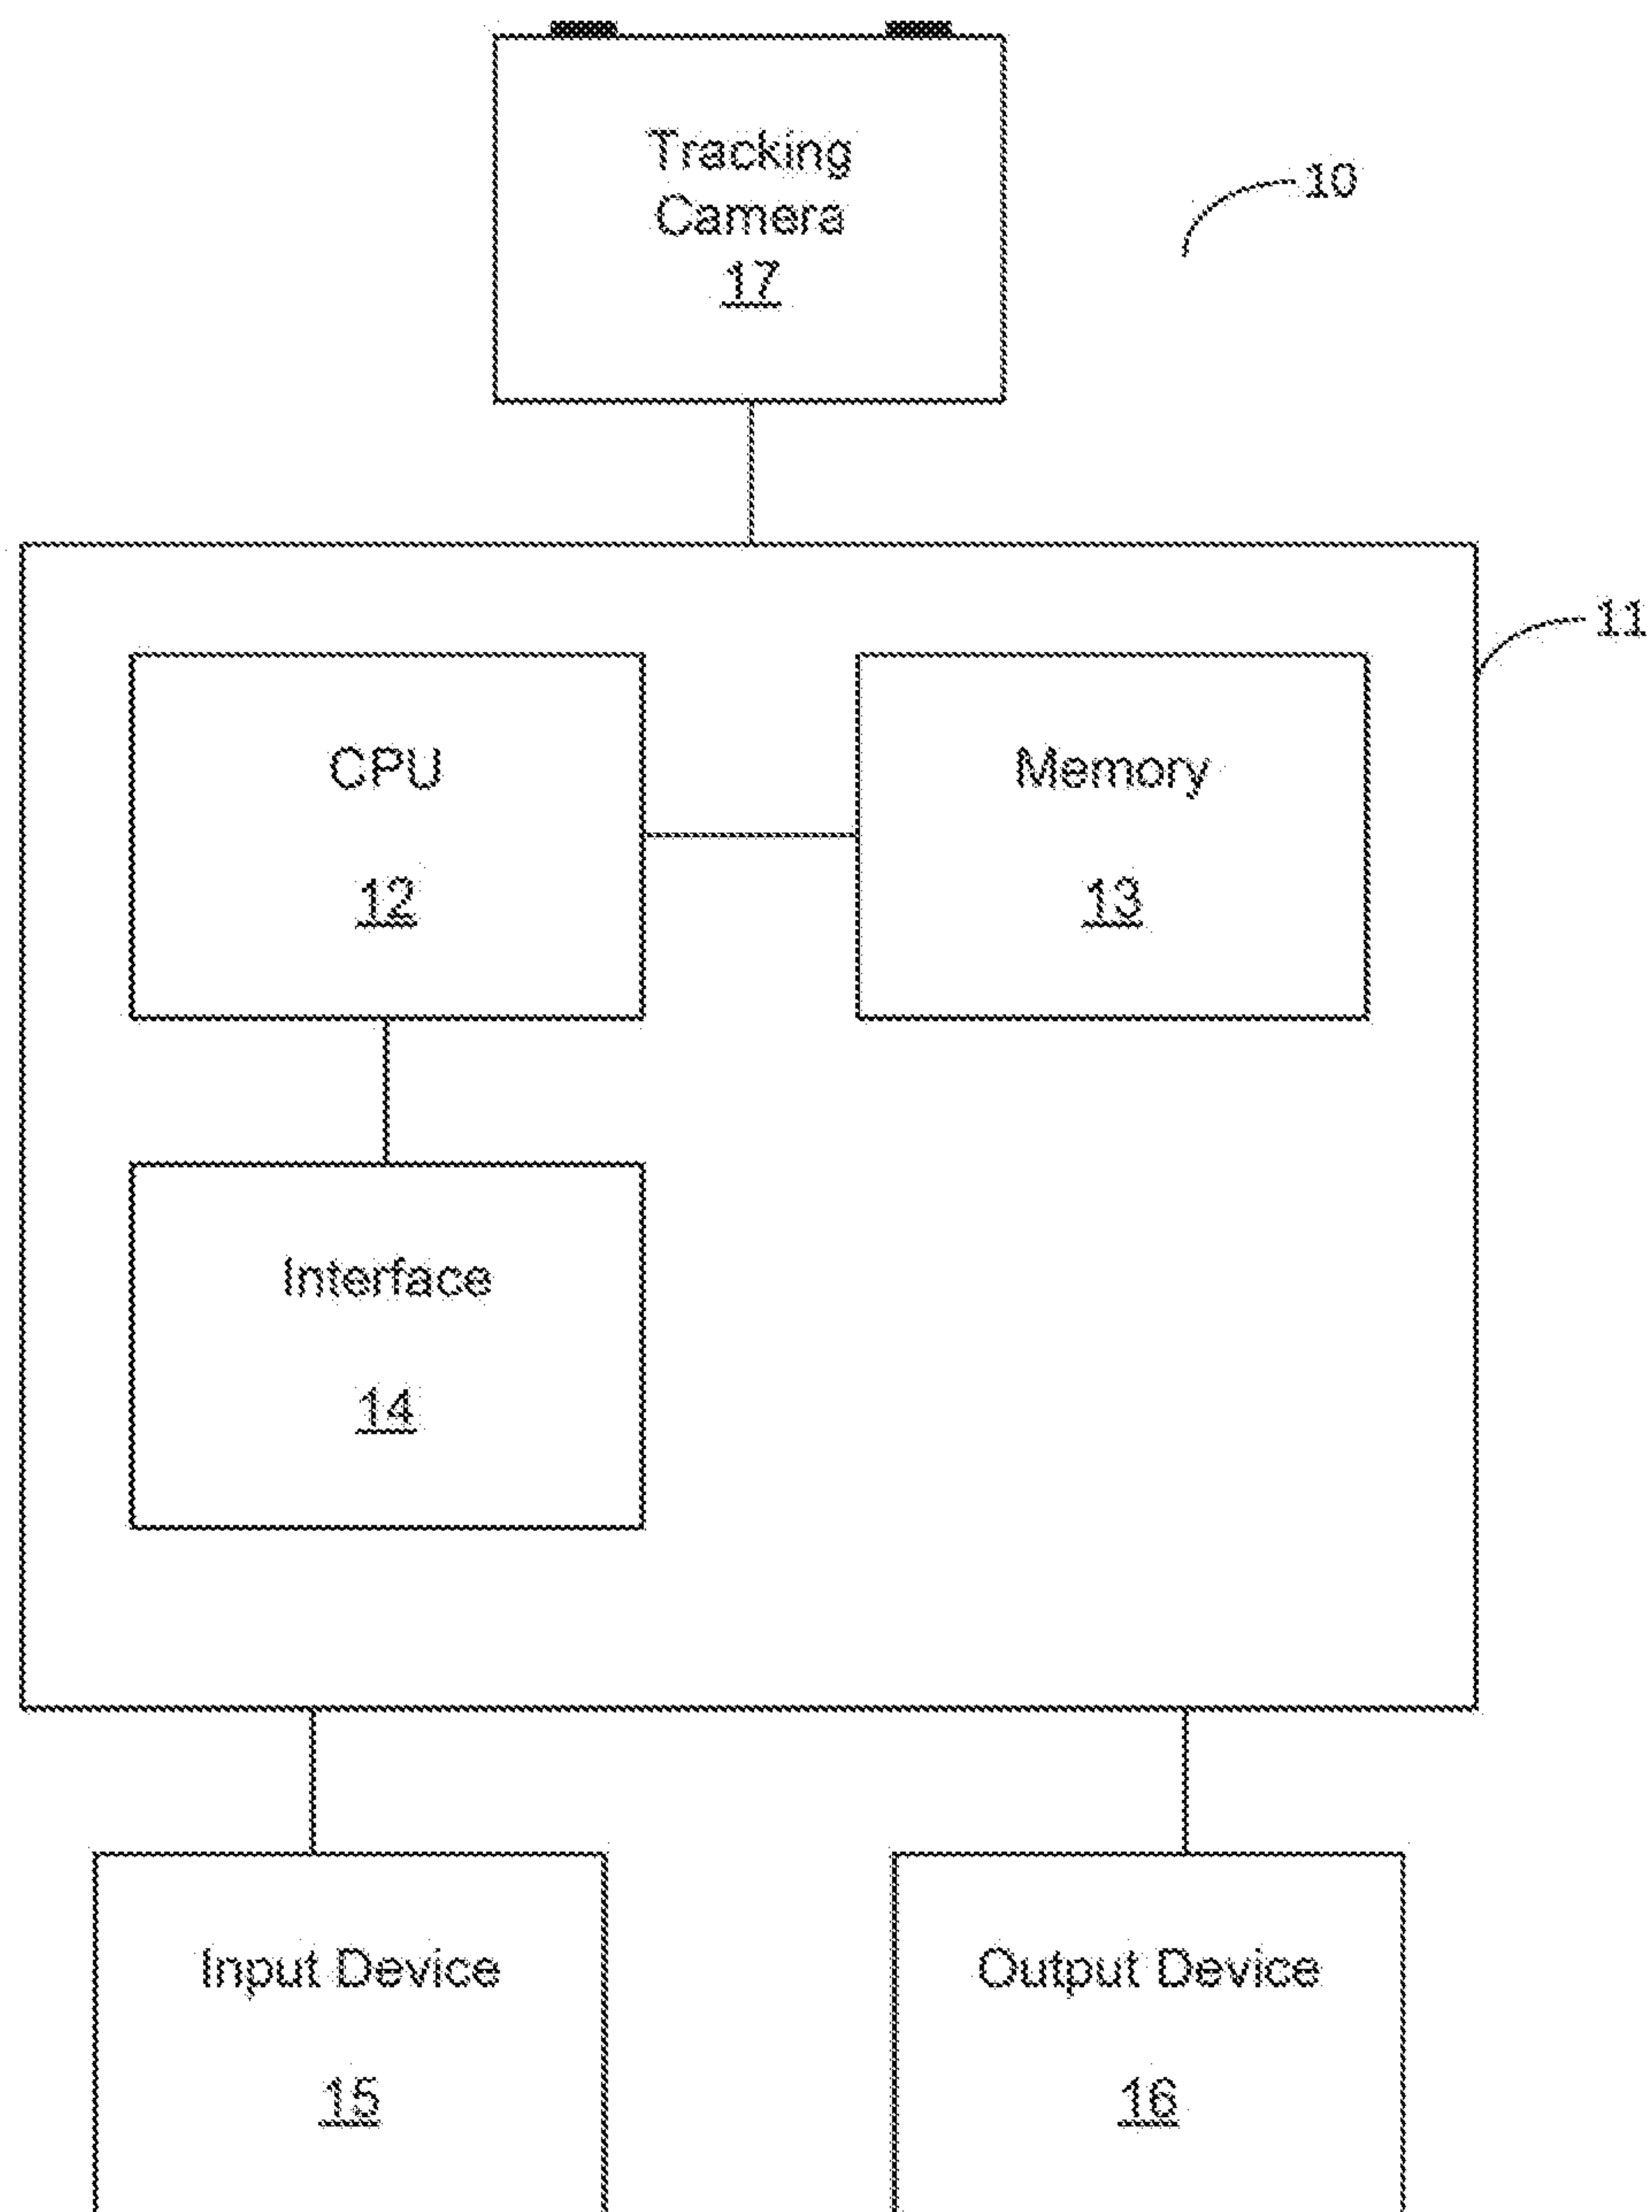 Tracking
Camera
17
10
11
CPU
12
Memory
13
Interface
14
Input Device
15
Output Device
16